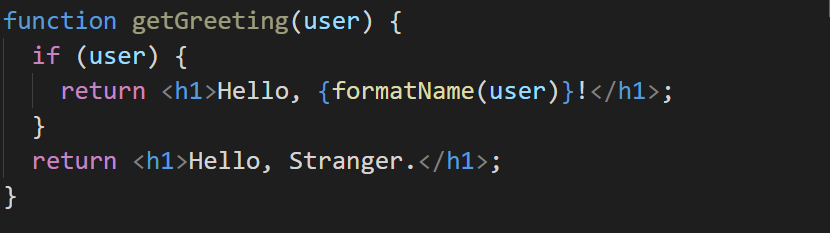 function getGreeting(user) {
  if (user) {
    return <h1>Hello, {formatName(user)}!</h1>;
  }
  return <h1>Hello, Stranger.</h1>;
}